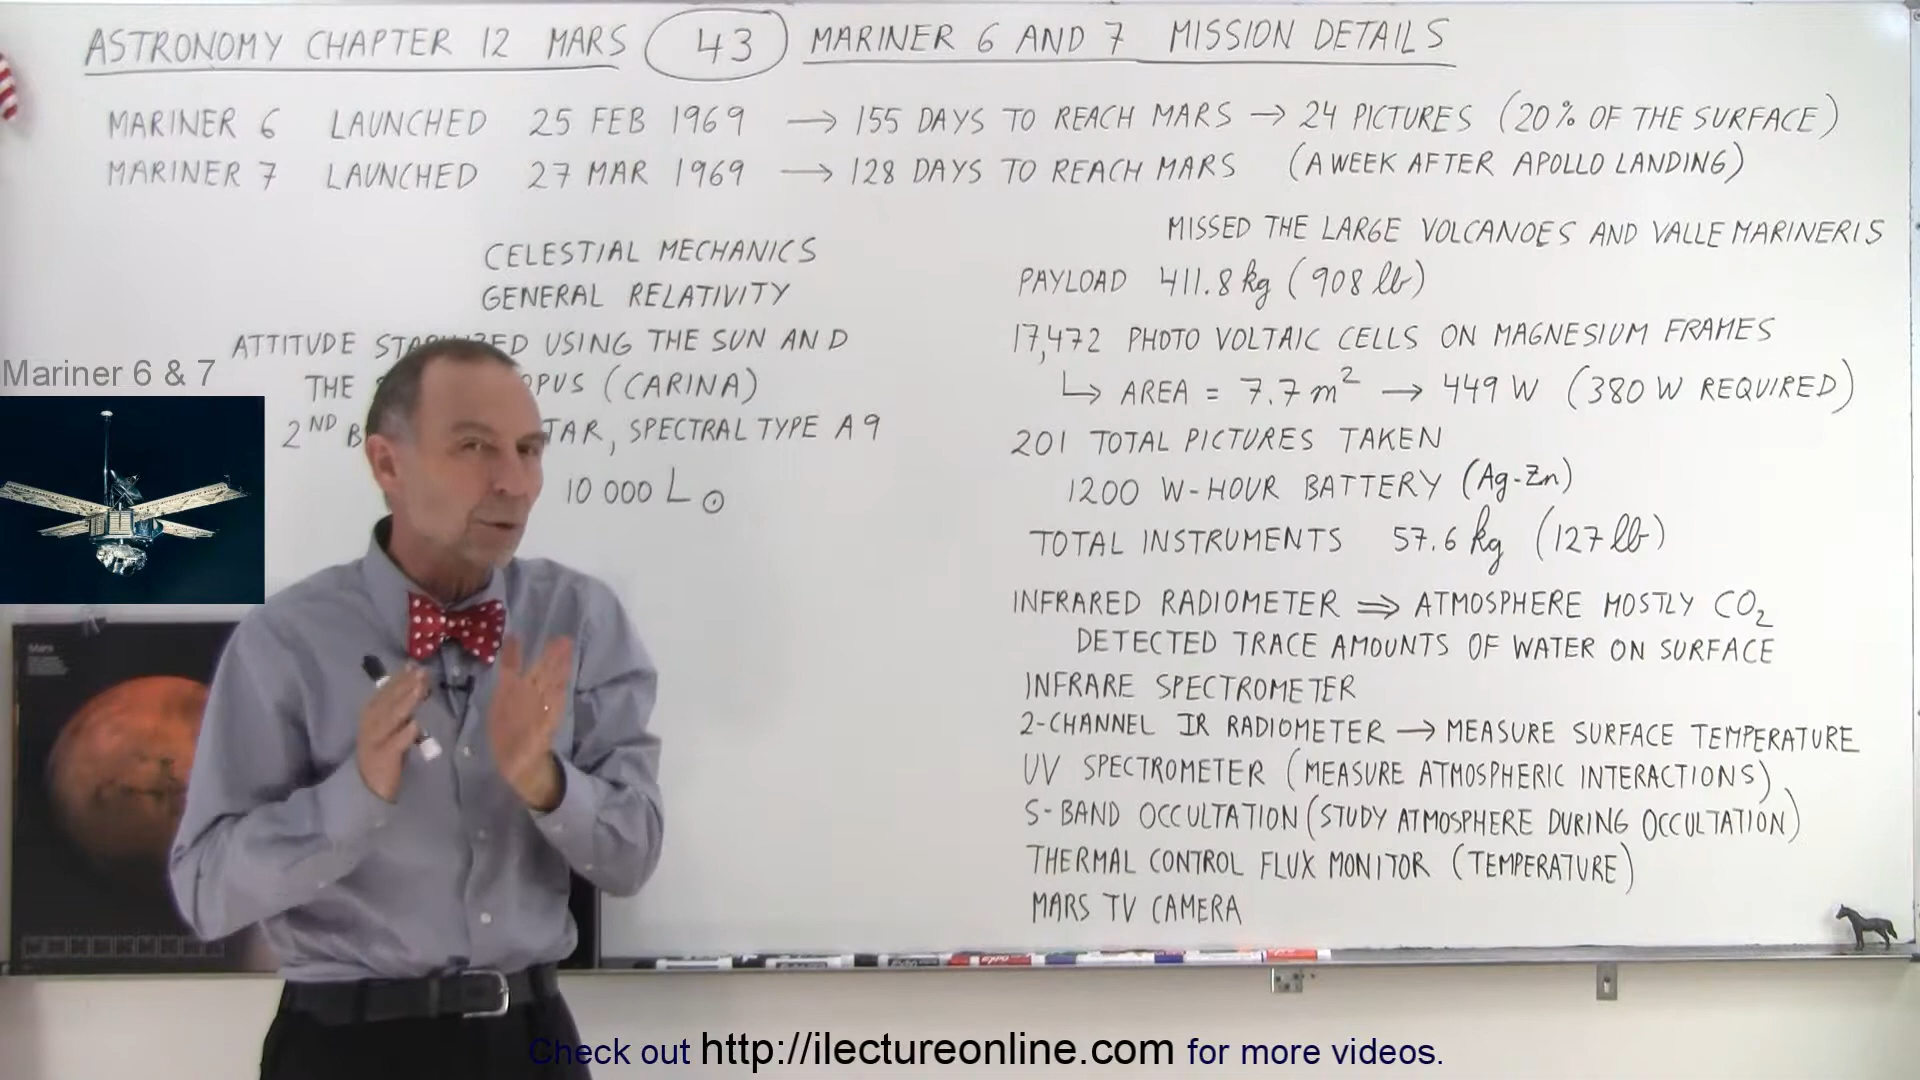 ASTRONOMY CHAPTER 12 MARS 43 MARINER 6 AND 7 MISSION DETAILS
MARINER 6 LAUNCHED 25 FEB 1969 → 155 DAYS TO REACH MARS → 24 PICTURES (20% OF THE SURFACE)
MARINER 7 LAUNCHED 27 MAR 1969 → 128 DAYS TO REACH MARS (A WEEK AFTER APOLLO LANDING)
CELESTIAL MECHANICS
GENERAL RELATIVITY
ATTITUDE USING THE SUN AND
THE (CARINA)
2ND SPECTRAL TYPE A9
10 000 L⊙
MISSED THE LARGE VOLCANOES AND VALLE MARINERIS
PAYLOAD 411.8 kg (908 lb)
17,472 PHOTO VOLTAIC CELLS ON MAGNESIUM FRAMES
↳ AREA = 7.7 m² → 449 W (380 W REQUIRED)
201 TOTAL PICTURES TAKEN
1200 W-HOUR BATTERY (Ag-Zn)
TOTAL INSTRUMENTS 57.6 kg (127 lb)
INFRARED RADIOMETER ⇒ ATMOSPHERE MOSTLY CO₂
DETECTED TRACE AMOUNTS OF WATER ON SURFACE
INFRARE SPECTROMETER
2-CHANNEL IR RADIOMETER → MEASURE SURFACE TEMPERATURE
UV SPECTROMETER (MEASURE ATMOSPHERIC INTERACTIONS)
S-BAND OCCULTATION (STUDY ATMOSPHERE DURING OCCULTATION)
THERMAL CONTROL FLUX MONITOR (TEMPERATURE)
MARS TV CAMERA
Mariner 6 & 7
Mars
Check out http://ilectureonline.com for more videos.